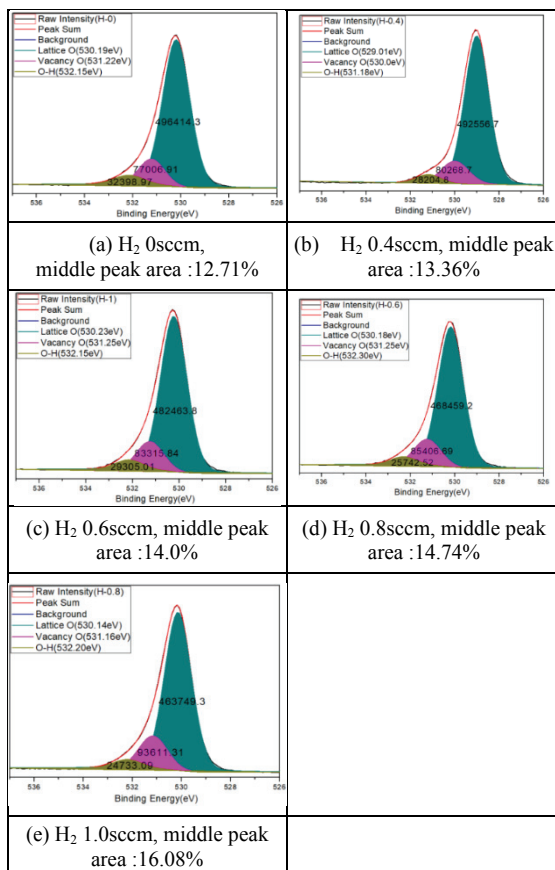 Raw Intensity(H-0)
Peak Sum
Background
Lattice O(530.19eV)
Vacancy O(531.22eV)
O-H(532.15eV)
496414.3
77006.91
32398.97
536 534 532 530 528 526
Binding Energy(eV)
(a) H₂ 0sccm,
middle peak area :12.71%
Raw Intensity(H-0.4)
Peak Sum
Background
Lattice O(529.01eV)
Vacancy O(530.0eV)
O-H(531.18eV)
492556.7
80268.7
28204.6
536 534 532 530 528 526
Binding Energy(eV)
(b) H₂ 0.4sccm, middle peak
area :13.36%
Raw Intensity(H-1)
Peak Sum
Background
Lattice O(530.23eV)
Vacancy O(531.25eV)
O-H(532.15eV)
482463.8
83315.84
29305.01
536 534 532 530 528 526
Binding Energy(eV)
(c) H₂ 0.6sccm, middle peak
area :14.0%
Raw Intensity(H-0.6)
Peak Sum
Background
Lattice O(530.18eV)
Vacancy O(531.25eV)
O-H(532.30eV)
468459.2
85406.69
25742.52
536 534 532 530 528 526
Binding Energy(eV)
(d) H₂ 0.8sccm, middle peak
area :14.74%
Raw Intensity(H-0.8)
Peak Sum
Background
Lattice O(530.14eV)
Vacancy O(531.16eV)
O-H(532.20eV)
463749.3
93611.31
24733.09
536 534 532 530 528 526
Binding Energy(eV)
(e) H₂ 1.0sccm, middle peak
area :16.08%